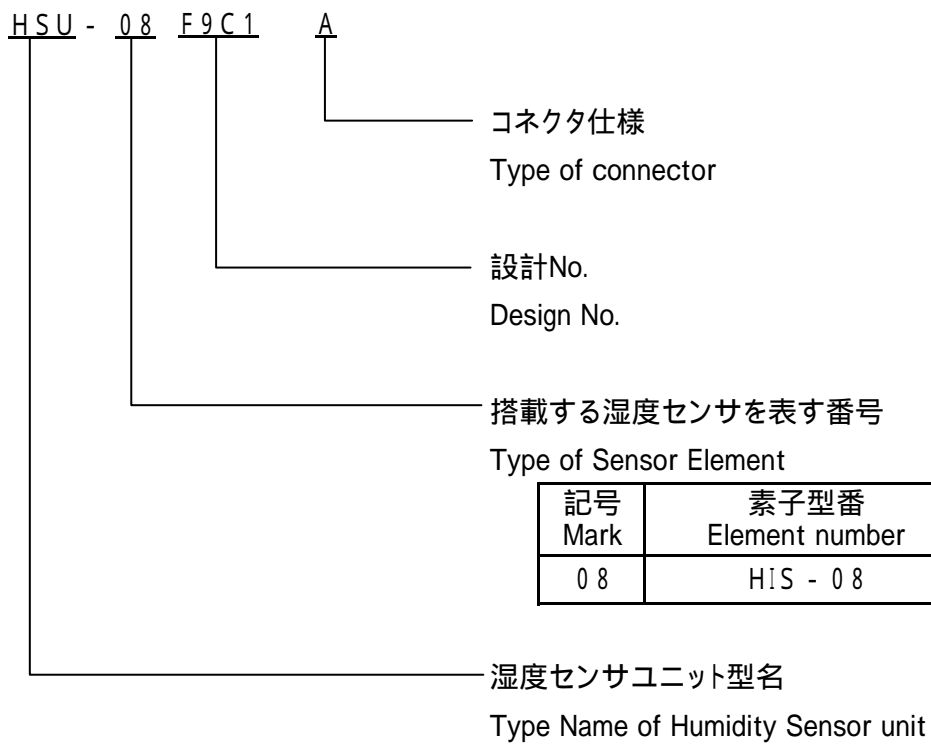 HSU-08F9C1 A
コネクタ仕様
Type of connector
設計No.
Design No.
搭載する湿度センサを表す番号
Type of Sensor Element
記号 素子型番
Mark Element number
08 HIS-08
湿度センサユニット型名
Type Name of Humidity Sensor unit